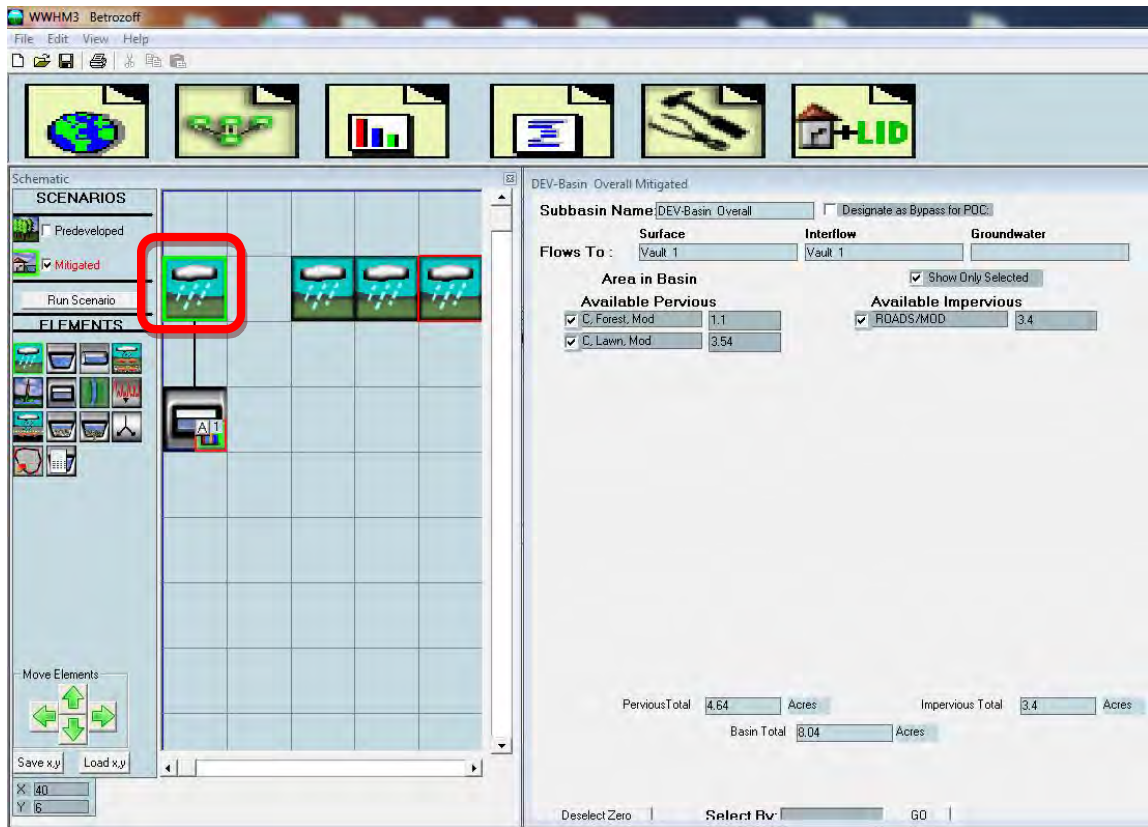 WWHM3 Betrozoff
File Edit View Help
+LID
Schematic
SCENARIOS
Predeveloped
Mitigated
Run Scenario
ELEMENTS
A 1
Move Elements
Save x,y Load x,y
X 40
Y 6
DEV-Basin Overall Mitigated
Subbasin Name: DEV-Basin Overall Designate as Bypass for POC:
Surface Interflow Groundwater
Flows To : Vault 1 Vault 1
Area in Basin Show Only Selected
Available Pervious Available Impervious
C, Forest, Mod 1.1 ROADS/MOD 3.4
C, Lawn, Mod 3.54
PerviousTotal 4.64 Acres Impervious Total 3.4 Acres
Basin Total 8.04 Acres
Deselect Zero Select By: GO